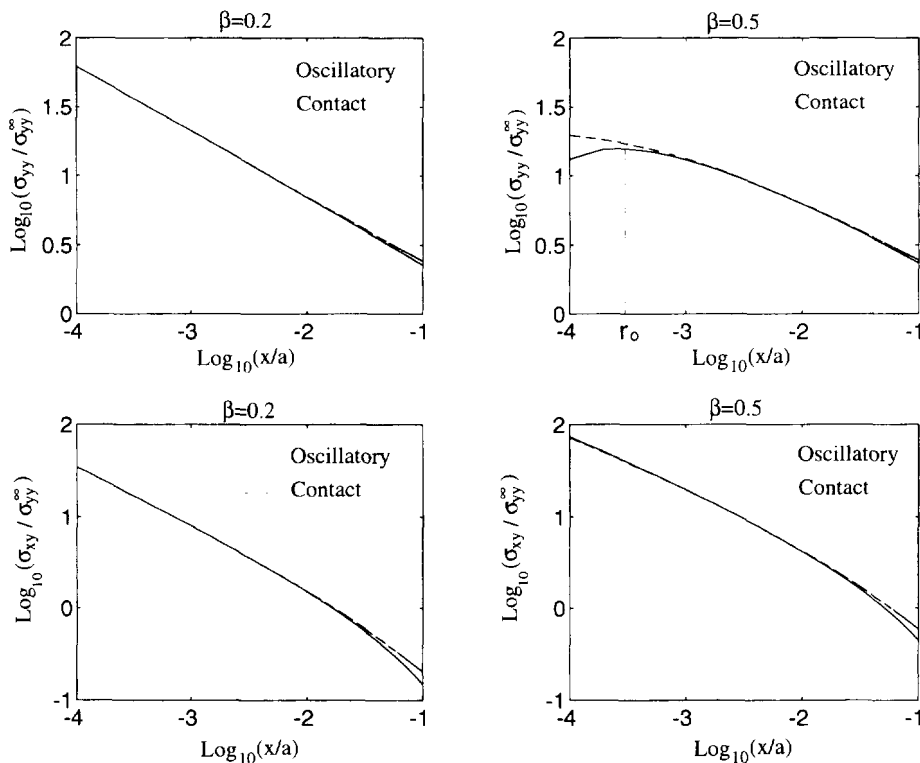 β=0.2
Log10(σyy / σ∞yy)
2
1.5
1
0.5
0
Oscillatory
Contact
-4
-3
-2
-1
Log10(x/a)
β=0.5
Log10(σyy / σ∞yy)
2
1.5
1
0.5
0
Oscillatory
Contact
-4
-3
-2
-1
ro
Log10(x/a)
β=0.2
Log10(σxy / σ∞yy)
2
1
0
-1
Oscillatory
Contact
-4
-3
-2
-1
Log10(x/a)
β=0.5
Log10(σxy / σ∞yy)
2
1
0
-1
Oscillatory
Contact
-4
-3
-2
-1
Log10(x/a)